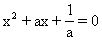 x² + ax + 1/a = 0